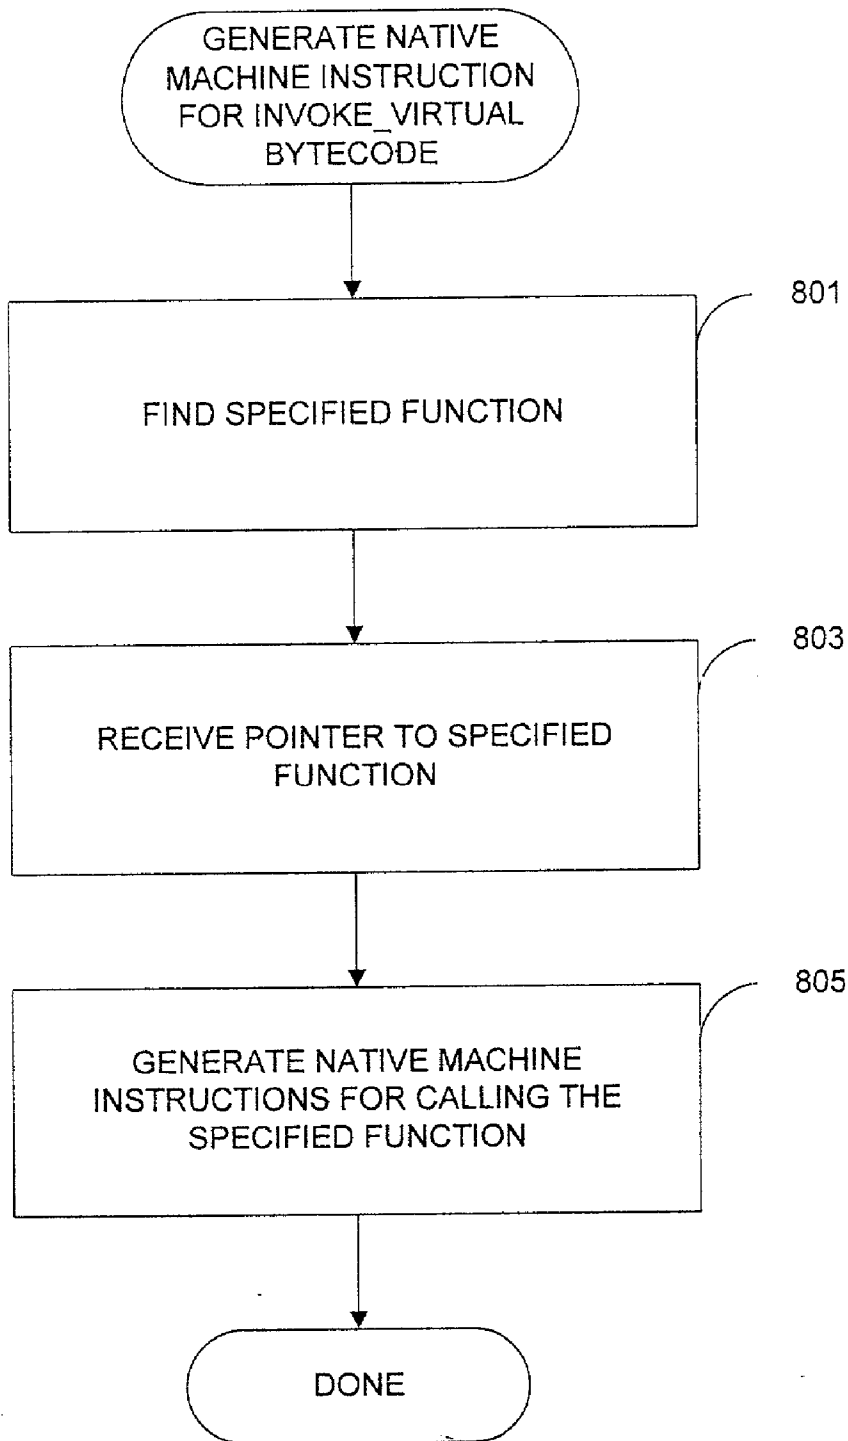 GENERATE NATIVE
MACHINE INSTRUCTION
FOR INVOKE_VIRTUAL
BYTECODE
801
FIND SPECIFIED FUNCTION
803
RECEIVE POINTER TO SPECIFIED
FUNCTION
805
GENERATE NATIVE MACHINE
INSTRUCTIONS FOR CALLING THE
SPECIFIED FUNCTION
DONE